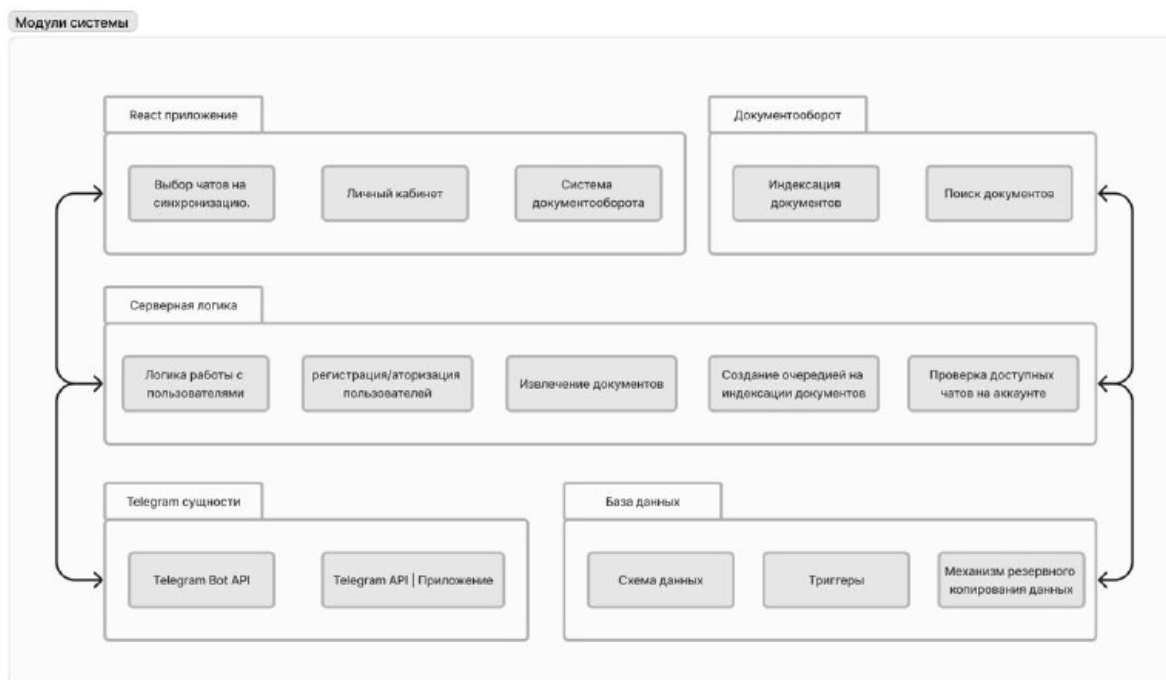 Модули системы
React приложение
Документооборот
Выбор чатов на
синхронизацию.
Личный кабинет
Система
документооборота
Индексация
документов
Поиск документов
Серверная логика
Логика работы с
пользователями
регистрация/аторизация
пользователей
Извлечение документов
Создание очередией на
индексации документов
Проверка доступных
чатов на аккаунте
Telegram сущности
База данных
Telegram Bot API
Telegram API | Приложение
Схема данных
Триггеры
Механизм резервного
копирования данных